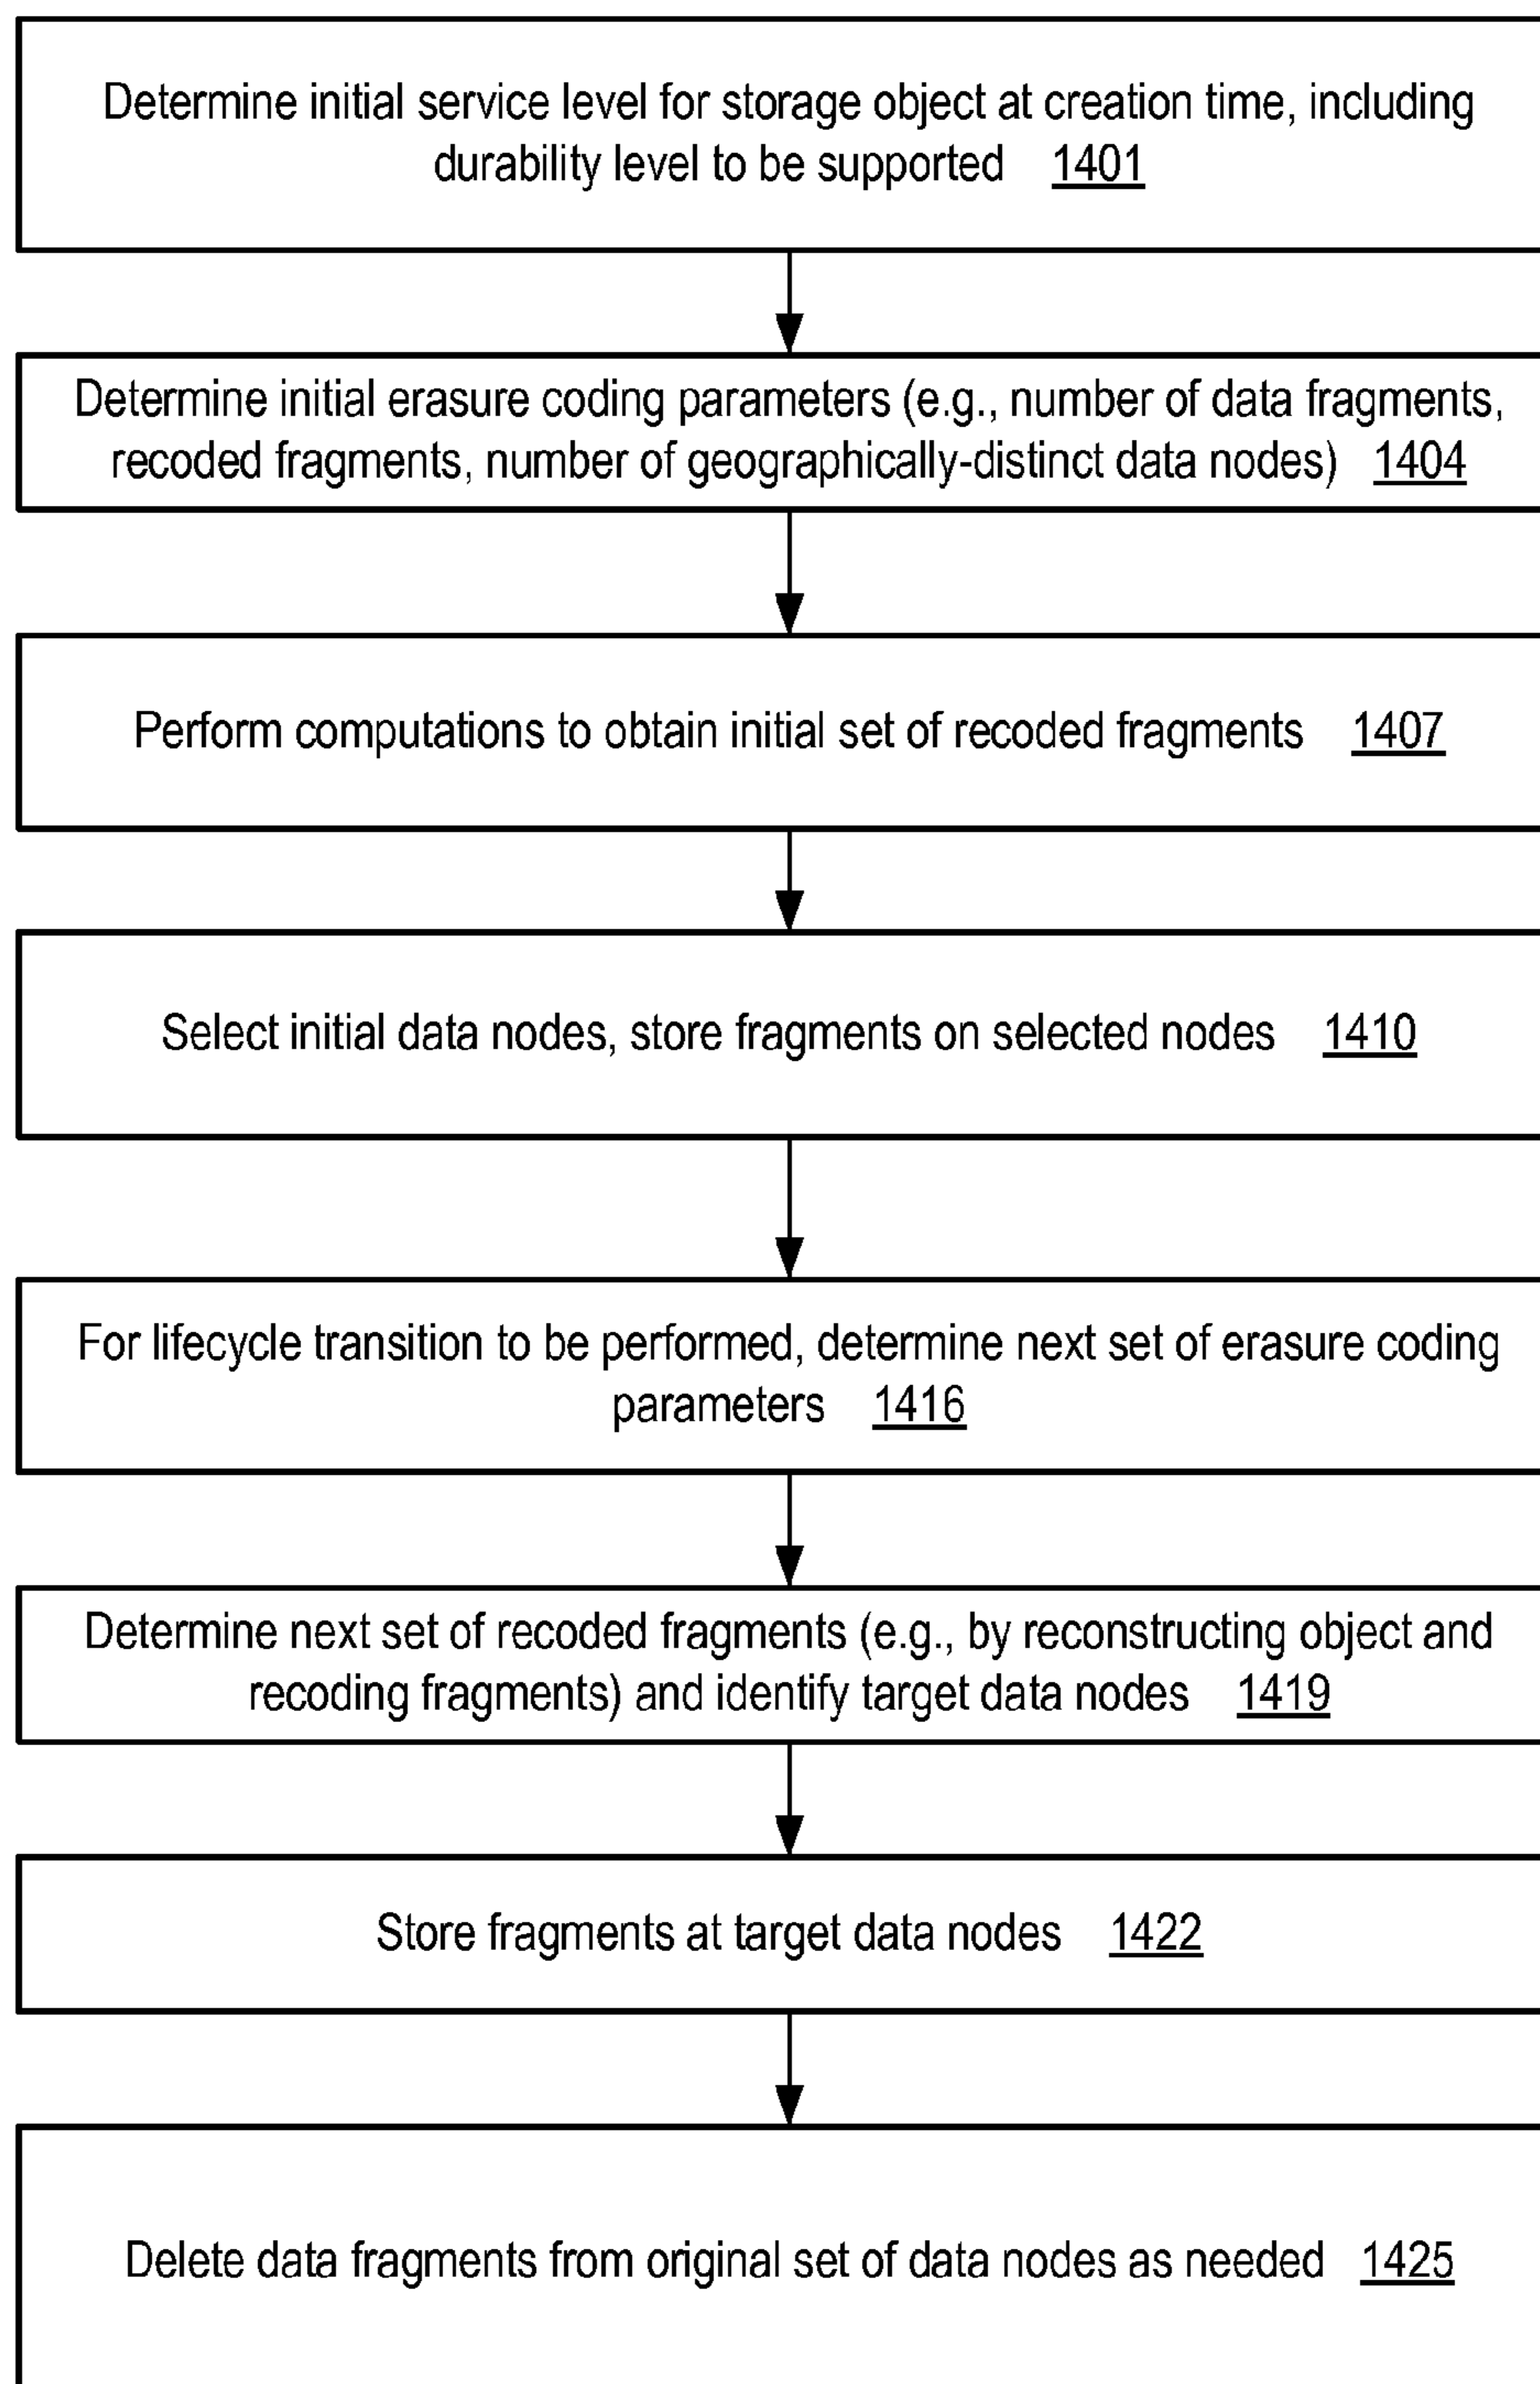 Determine initial service level for storage object at creation time, including
durability level to be supported 1401
Determine initial erasure coding parameters (e.g., number of data fragments,
recoded fragments, number of geographically-distinct data nodes) 1404
Perform computations to obtain initial set of recoded fragments 1407
Select initial data nodes, store fragments on selected nodes 1410
For lifecycle transition to be performed, determine next set of erasure coding
parameters 1416
Determine next set of recoded fragments (e.g., by reconstructing object and
recoding fragments) and identify target data nodes 1419
Store fragments at target data nodes 1422
Delete data fragments from original set of data nodes as needed 1425